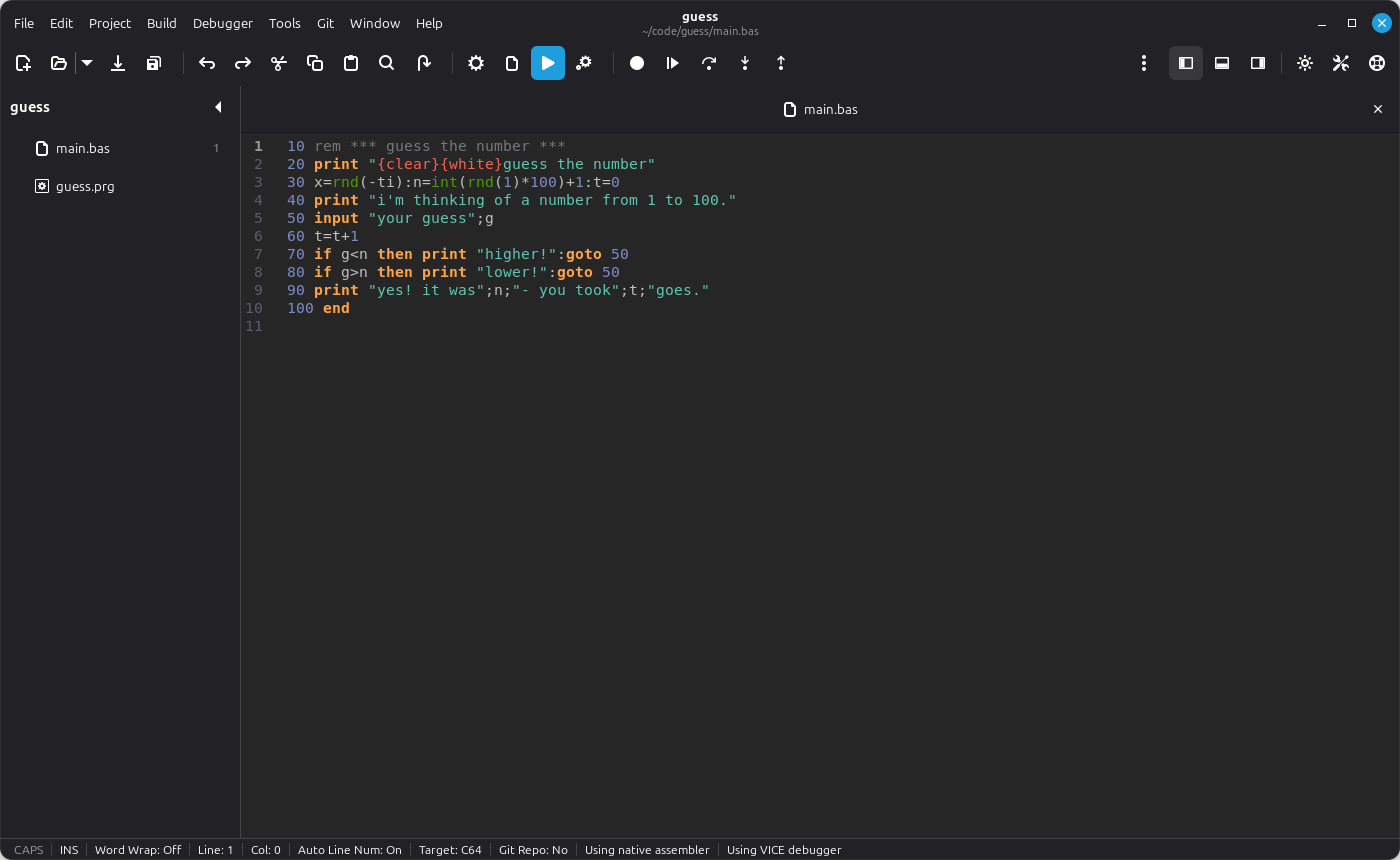 File Edit Project Build Debugger Tools Git Window Help
guess
~/code/guess/main.bas
guess
main.bas 1
guess.prg
main.bas
1 10 rem *** guess the number ***
2 20 print "{clear}{white}guess the number"
3 30 x=rnd(-ti):n=int(rnd(1)*100)+1:t=0
4 40 print "i'm thinking of a number from 1 to 100."
5 50 input "your guess";g
6 60 t=t+1
7 70 if g<n then print "higher!":goto 50
8 80 if g>n then print "lower!":goto 50
9 90 print "yes! it was";n;"- you took";t;"goes."
10 100 end
11
CAPS INS Word Wrap: Off Line: 1 Col: 0 Auto Line Num: On Target: C64 Git Repo: No Using native assembler Using VICE debugger